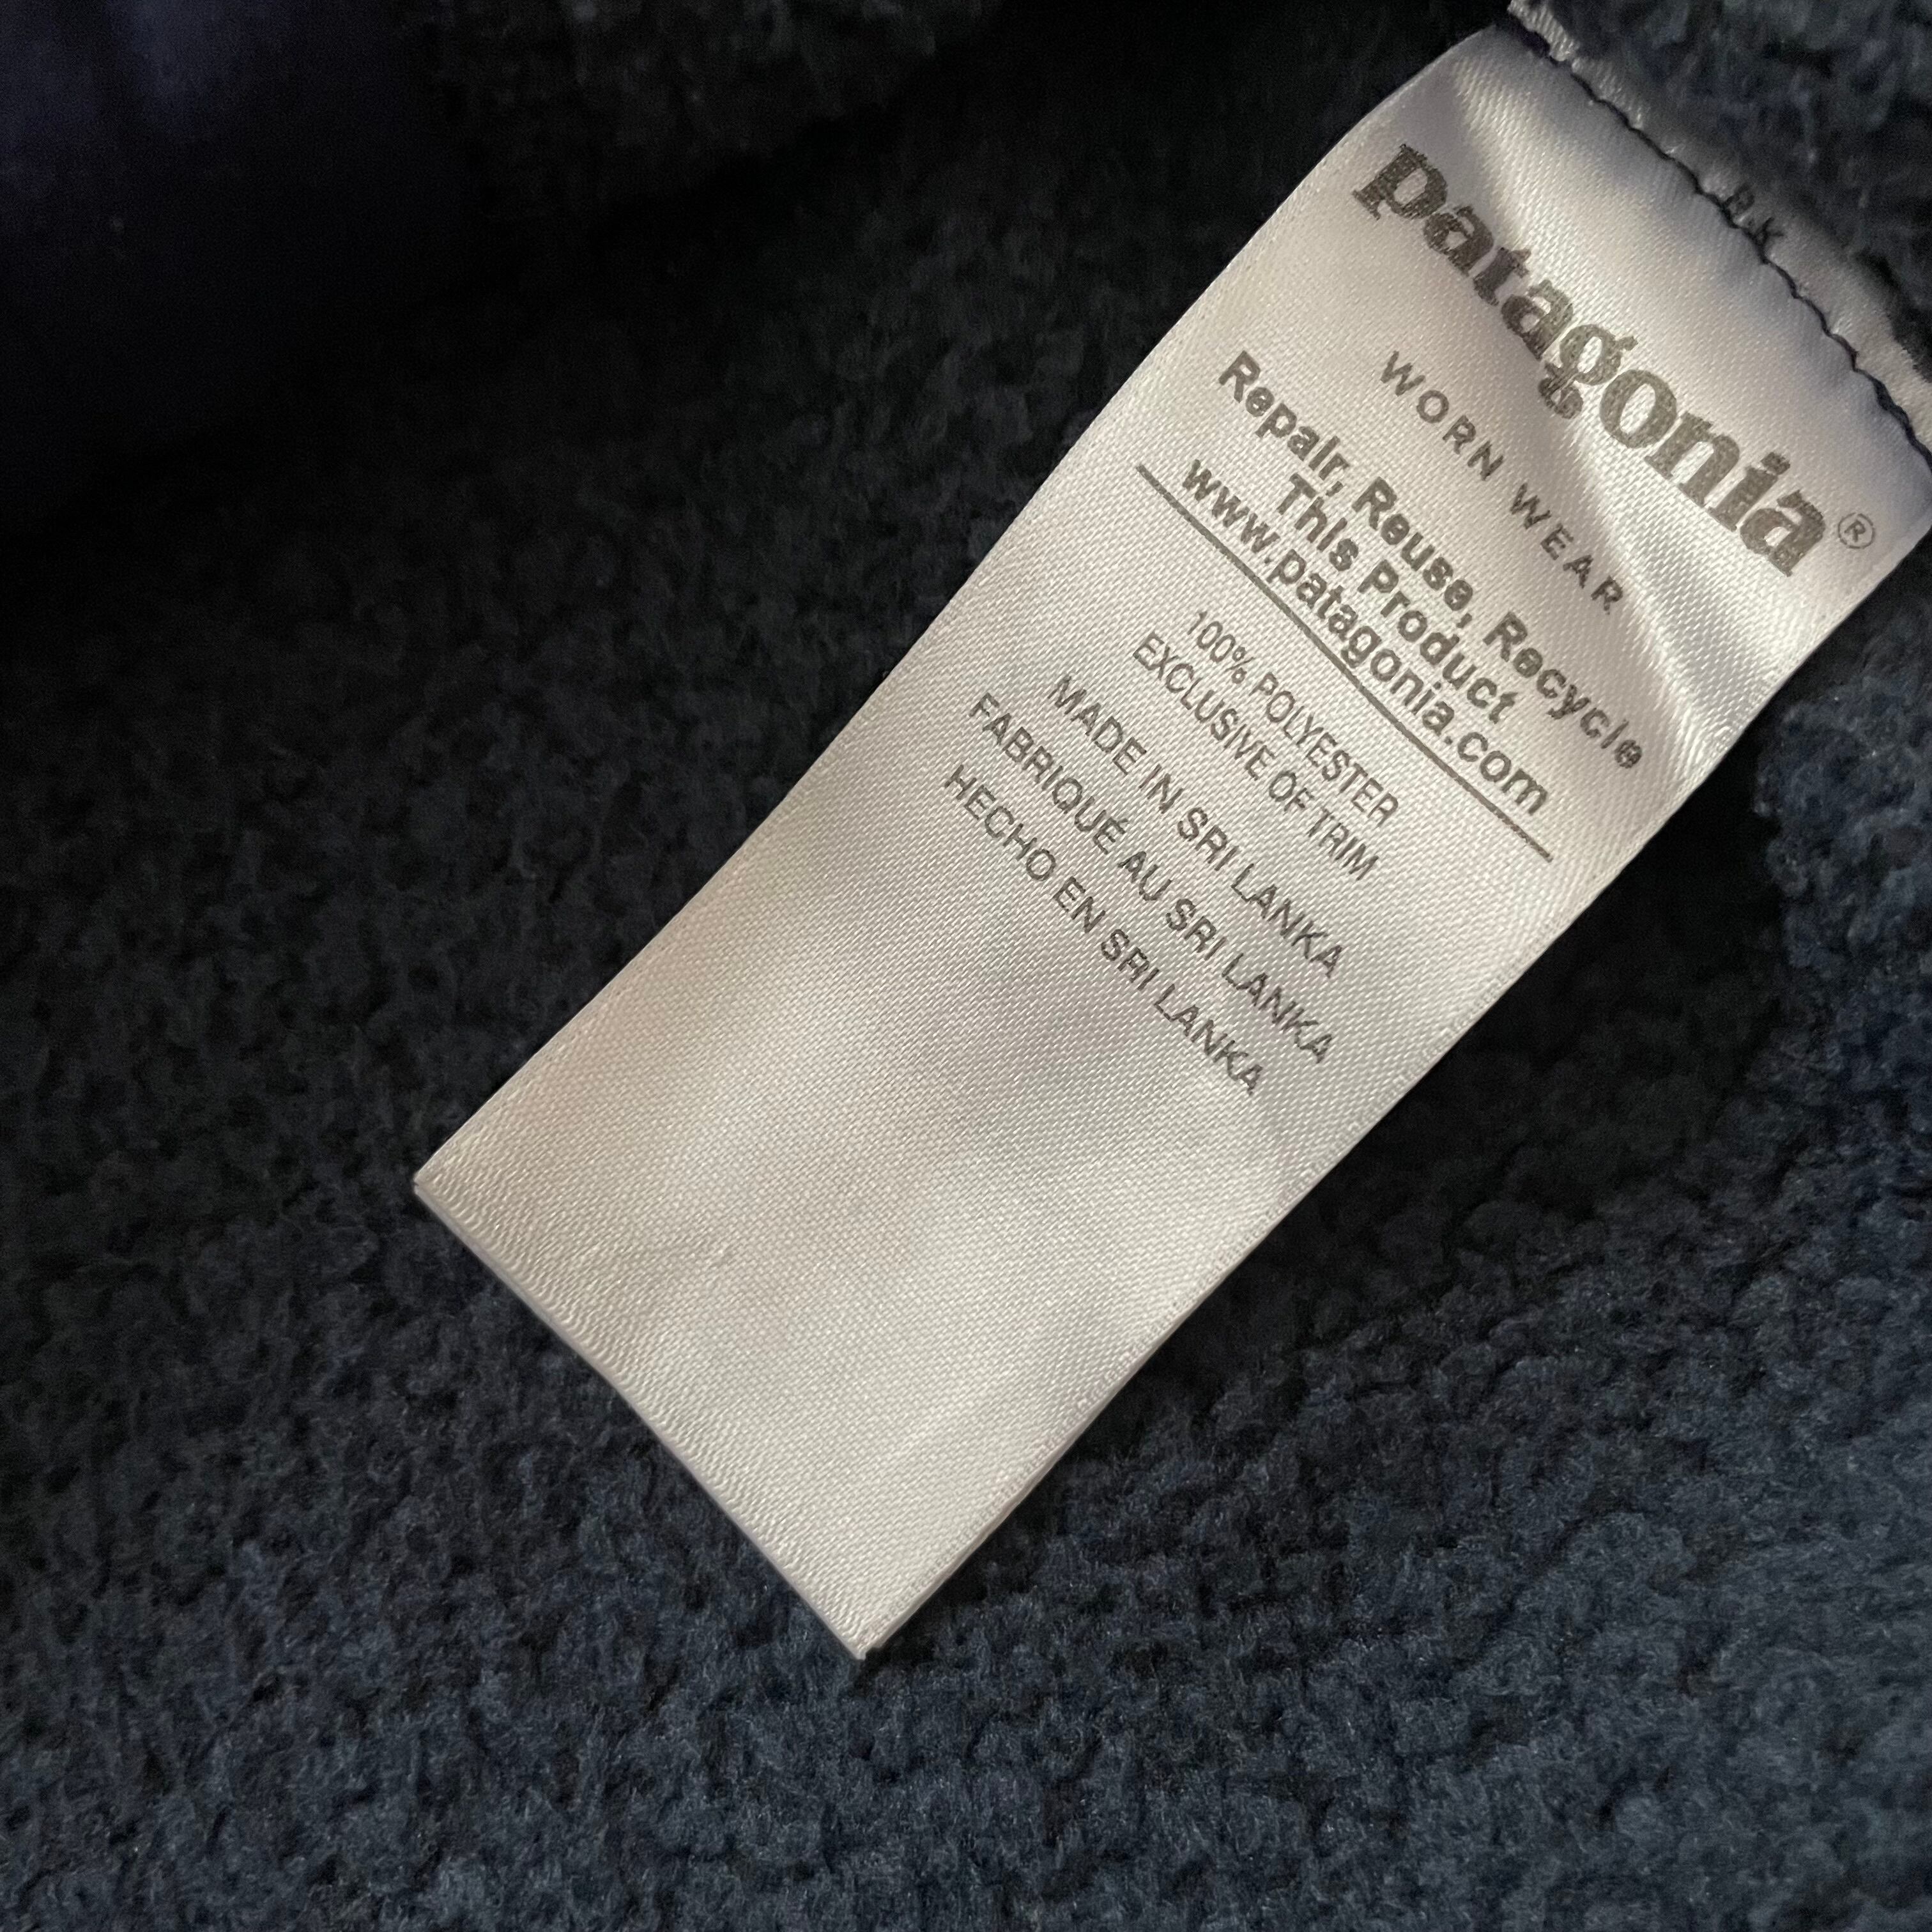 patagonia®
WORN WEAR
Repair, Reuse, Recycle
This Product
www.patagonia.com
100% POLYESTER
EXCLUSIVE OF TRIM
MADE IN SRI LANKA
FABRIQUÉ AU SRI LANKA
HECHO EN SRI LANKA